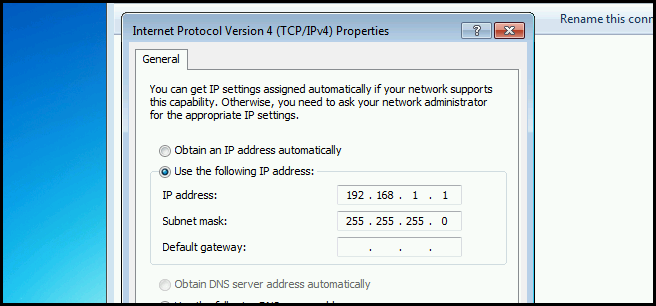 Rename this conn
Internet Protocol Version 4 (TCP/IPv4) Properties
General
You can get IP settings assigned automatically if your network supports
this capability. Otherwise, you need to ask your network administrator
for the appropriate IP settings.
Obtain an IP address automatically
Use the following IP address:
IP address: 192 . 168 . 1 . 1
Subnet mask: 255 . 255 . 255 . 0
Default gateway: . . .
Obtain DNS server address automatically